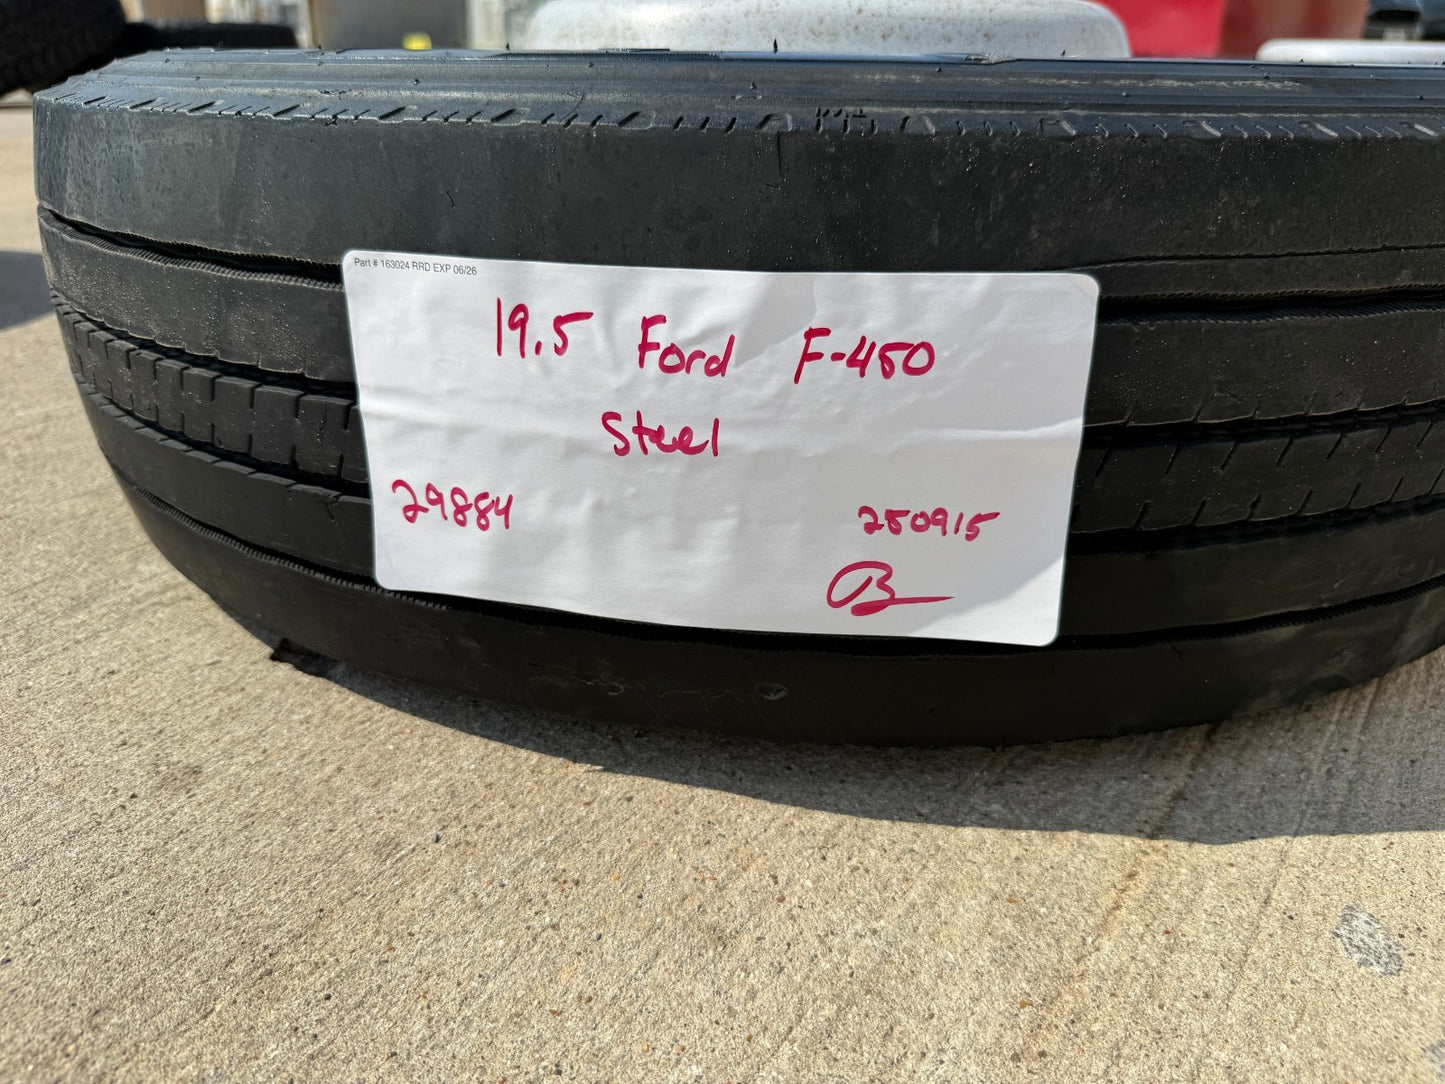 Part # 163024 RRD EXP 06/26
19.5 Ford F-450
Steel
29884 250915
B